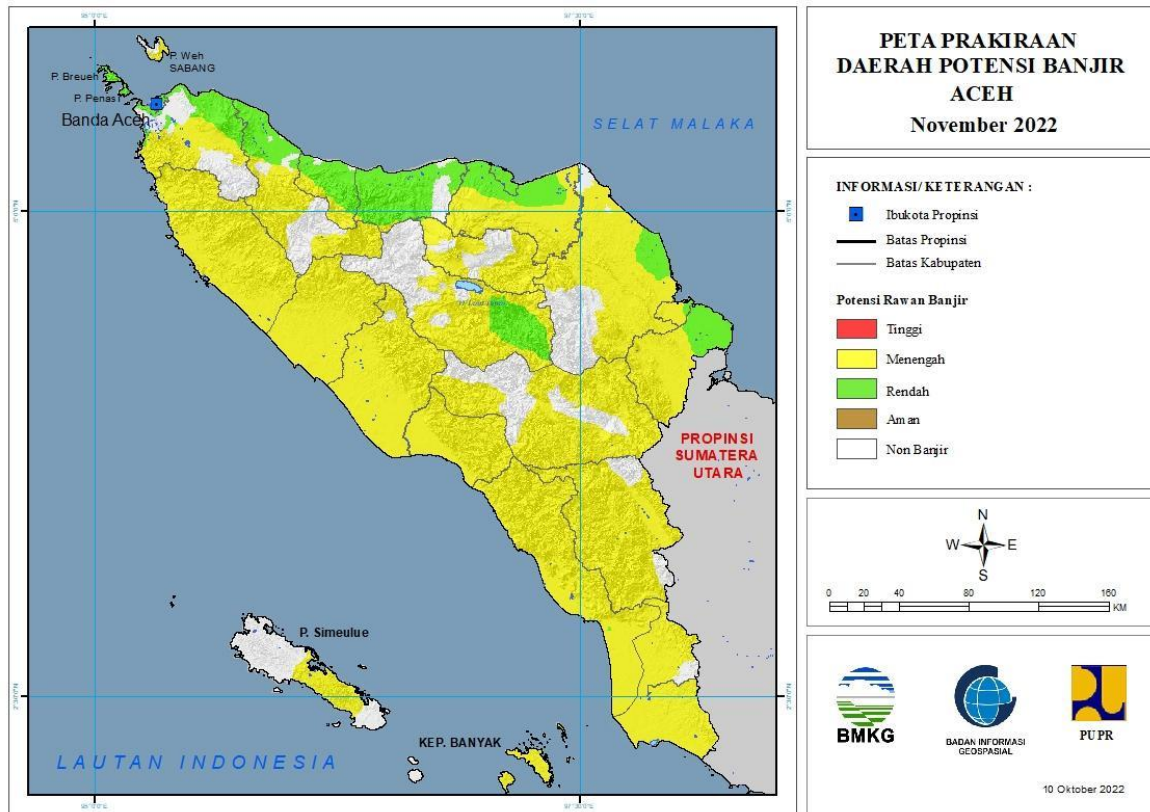 PETA PRAKIRAAN
DAERAH POTENSI BANJIR
ACEH
November 2022
INFORMASI/ KETERANGAN :
Ibukota Propinsi
Batas Propinsi
Batas Kabupaten
Potensi Rawan Banjir
Tinggi
Menengah
Rendah
Aman
Non Banjir
N
W E
S
0 20 40 80 120 160
KM
BMKG
BADAN INFORMASI
GEOSPASIAL
PUPR
10 Oktober 2022
P. Weh
SABANG
P. Breueh
Banda Aceh
SELAT MALAKA
PROPINSI
SUMATERA
UTARA
P. Simeulue
KEP. BANYAK
LAUTAN INDONESIA